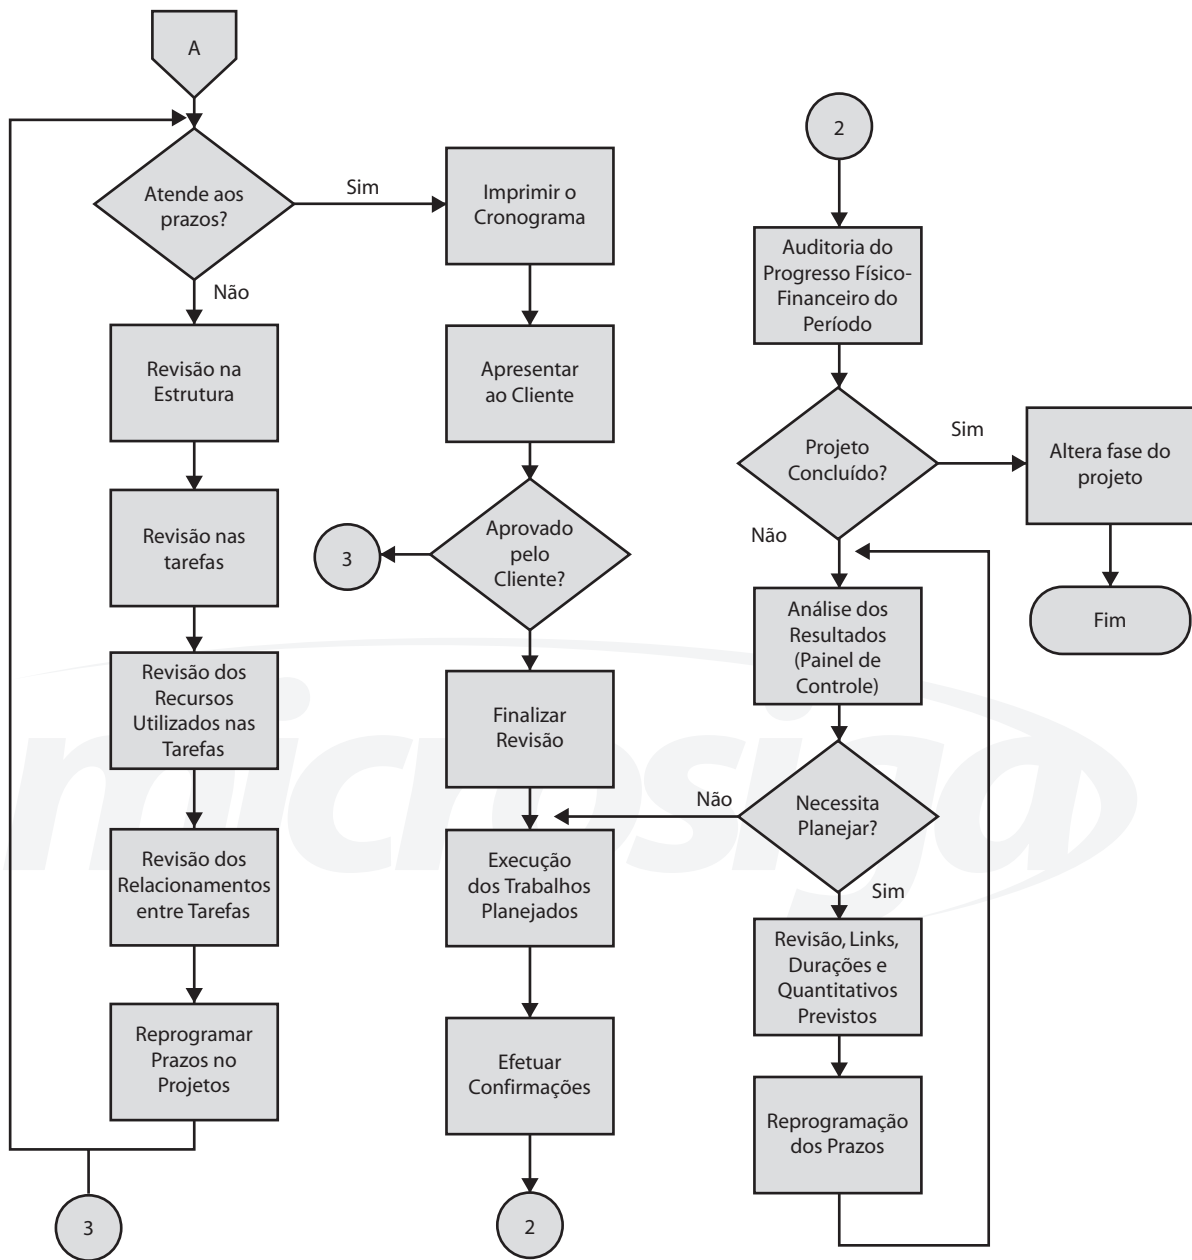 A
Atende aos
prazos?
Sim
Não
Revisão na
Estrutura
Revisão nas
tarefas
Revisão dos
Recursos
Utilizados nas
Tarefas
Revisão dos
Relacionamentos
entre Tarefas
Reprogramar
Prazos no
Projetos
3
Imprimir o
Cronograma
Apresentar
ao Cliente
Aprovado
pelo
Cliente?
3
Finalizar
Revisão
Execução
dos Trabalhos
Planejados
Efetuar
Confirmações
2
2
Auditoria do
Progresso Físico-
Financeiro do
Período
Projeto
Concluído?
Sim
Altera fase do
projeto
Fim
Não
Análise dos
Resultados
(Painel de
Controle)
Necessita
Planejar?
Não
Sim
Revisão, Links,
Durações e
Quantitativos
Previstos
Reprogramação
dos Prazos
microsiga